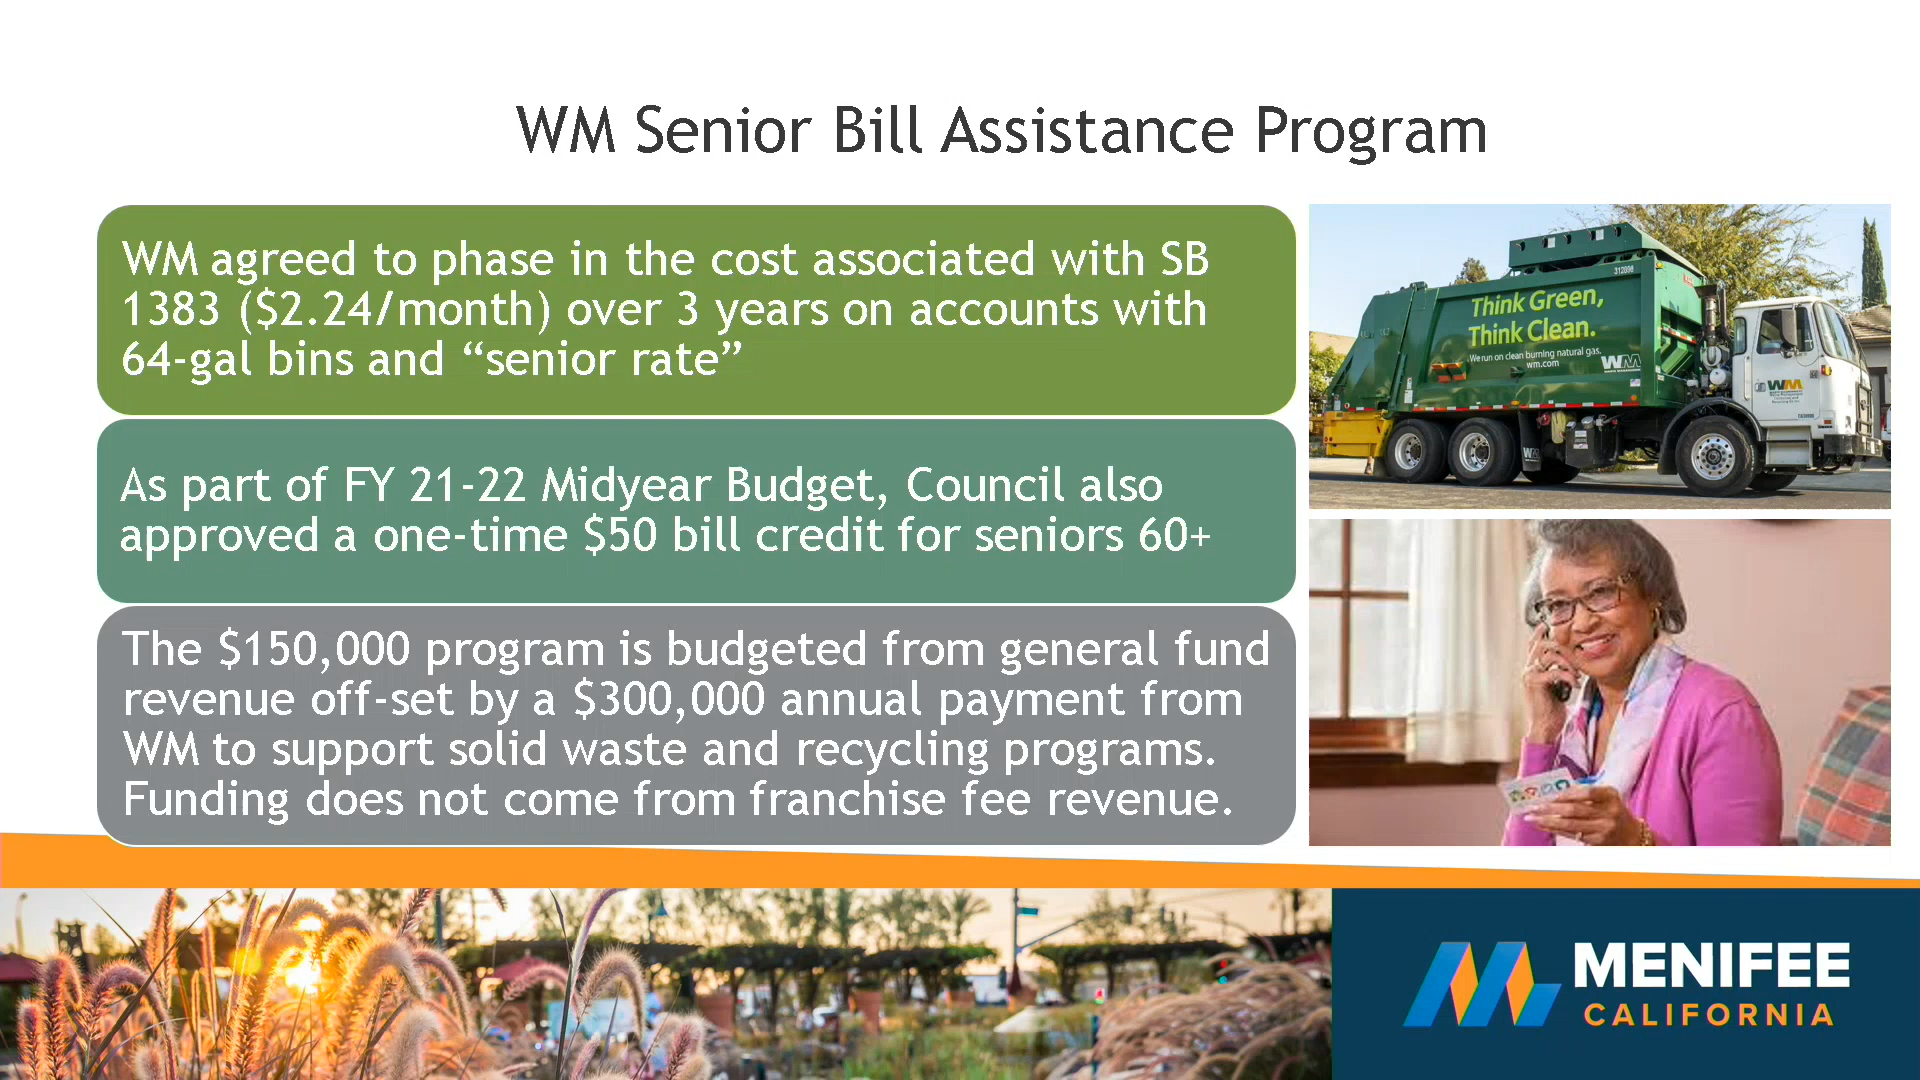 WM Senior Bill Assistance Program
WM agreed to phase in the cost associated with SB
1383 ($2.24/month) over 3 years on accounts with
64-gal bins and “senior rate”
As part of FY 21-22 Midyear Budget, Council also
approved a one-time $50 bill credit for seniors 60+
The $150,000 program is budgeted from general fund
revenue off-set by a $300,000 annual payment from
WM to support solid waste and recycling programs.
Funding does not come from franchise fee revenue.
312898
Think Green,
Think Clean.
We run on clean burning natural gas.
wm.com
WM
WM
MENIFEE
CALIFORNIA